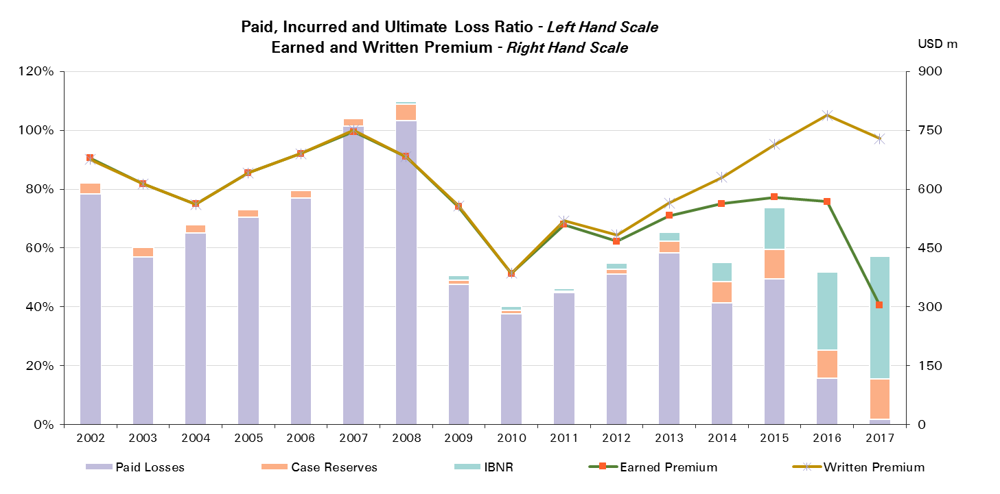 Paid, Incurred and Ultimate Loss Ratio - Left Hand Scale
Earned and Written Premium - Right Hand Scale
USD m
120%
900
100%
750
80%
600
60%
450
40%
300
20%
150
0%
0
2002 2003 2004 2005 2006 2007 2008 2009 2010 2011 2012 2013 2014 2015 2016 2017
Paid Losses Case Reserves IBNR Earned Premium Written Premium